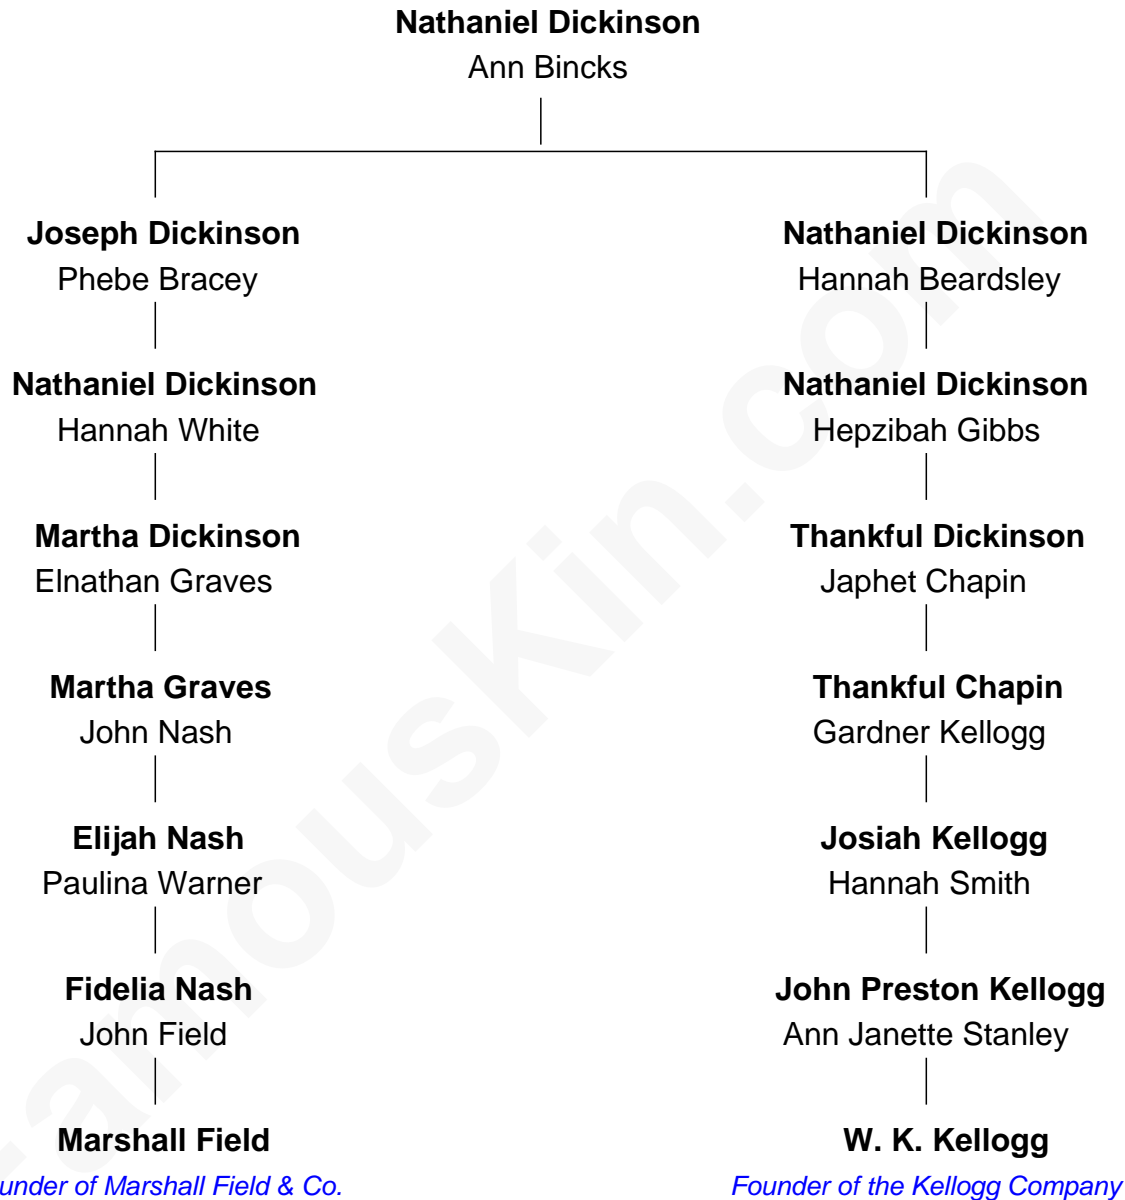 Nathaniel Dickinson
Ann Bincks
Joseph Dickinson
Phebe Bracey
Nathaniel Dickinson
Hannah Beardsley
Nathaniel Dickinson
Hannah White
Nathaniel Dickinson
Hepzibah Gibbs
Martha Dickinson
Elnathan Graves
Thankful Dickinson
Japhet Chapin
Martha Graves
John Nash
Thankful Chapin
Gardner Kellogg
Elijah Nash
Paulina Warner
Josiah Kellogg
Hannah Smith
Fidelia Nash
John Field
John Preston Kellogg
Ann Janette Stanley
Marshall Field
under of Marshall Field & Co.
W. K. Kellogg
Founder of the Kellogg Company
amouskin.com